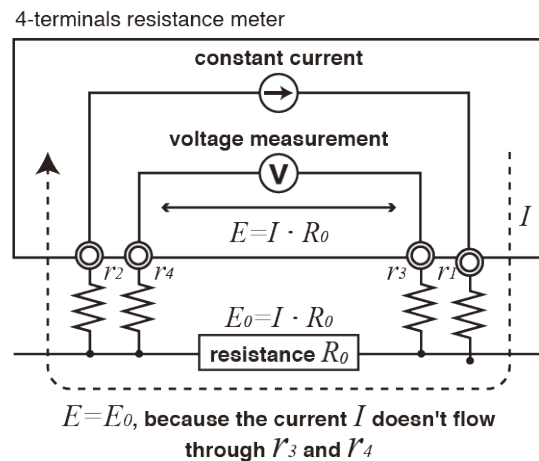 4-terminals resistance meter
constant current
voltage measurement
V
E=I · R0
I
r2 r4 r3 r1
E0=I · R0
resistance R0
E=E0, because the current I doesn't flow
through r3 and r4